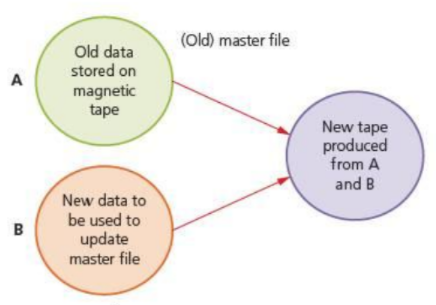 (Old) master file
A
Old data
stored on
magnetic
tape
New tape
produced
from A
and B
B
New data to
be used to
update
master file